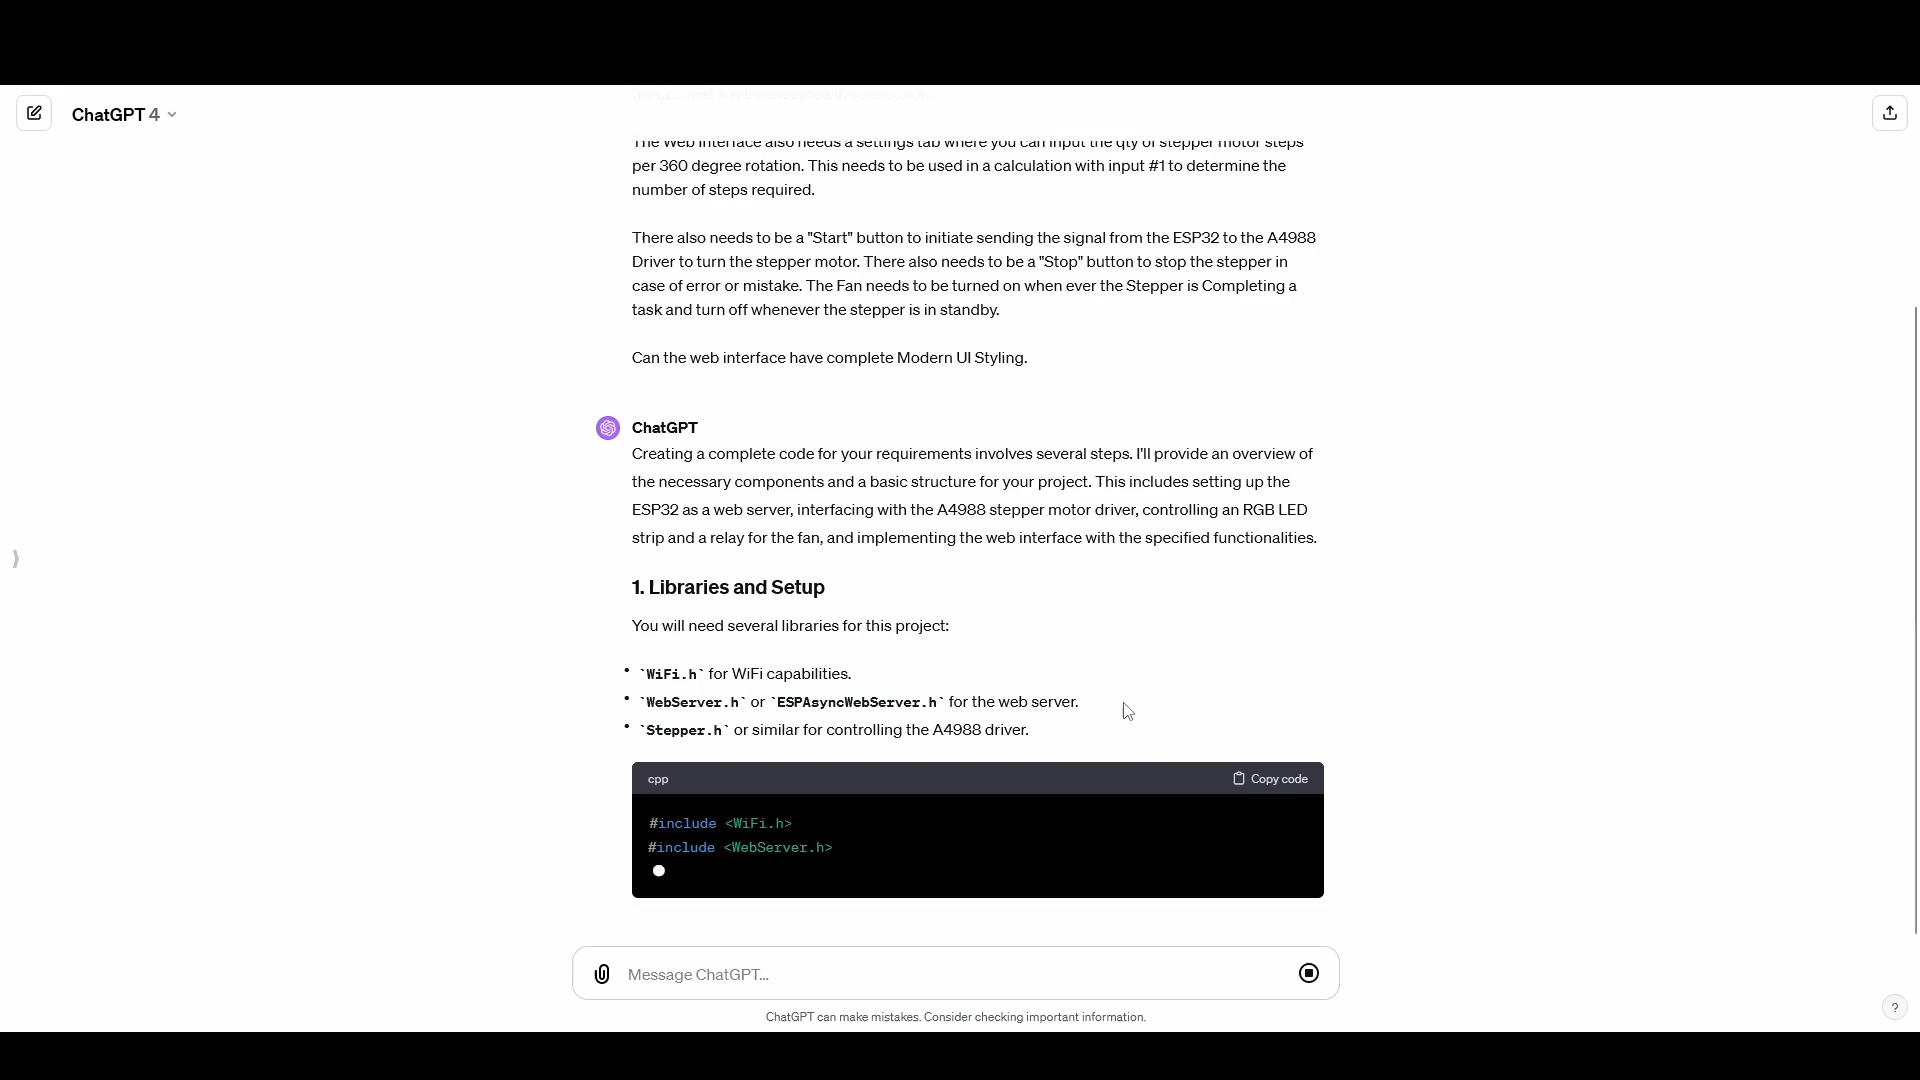 ChatGPT 4
The Web Interface also needs a settings tab where you can input the qty of stepper motor steps
per 360 degree rotation. This needs to be used in a calculation with input #1 to determine the
number of steps required.
There also needs to be a "Start" button to initiate sending the signal from the ESP32 to the A4988
Driver to turn the stepper motor. There also needs to be a "Stop" button to stop the stepper in
case of error or mistake. The Fan needs to be turned on when ever the Stepper is Completing a
task and turn off whenever the stepper is in standby.
Can the web interface have complete Modern UI Styling.
ChatGPT
Creating a complete code for your requirements involves several steps. I'll provide an overview of
the necessary components and a basic structure for your project. This includes setting up the
ESP32 as a web server, interfacing with the A4988 stepper motor driver, controlling an RGB LED
strip and a relay for the fan, and implementing the web interface with the specified functionalities.
1. Libraries and Setup
You will need several libraries for this project:
• `WiFi.h` for WiFi capabilities.
• `WebServer.h` or `ESPAsyncWebServer.h` for the web server.
• `Stepper.h` or similar for controlling the A4988 driver.
cpp
Copy code
#include <WiFi.h>
#include <WebServer.h>
Message ChatGPT...
ChatGPT can make mistakes. Consider checking important information.
?